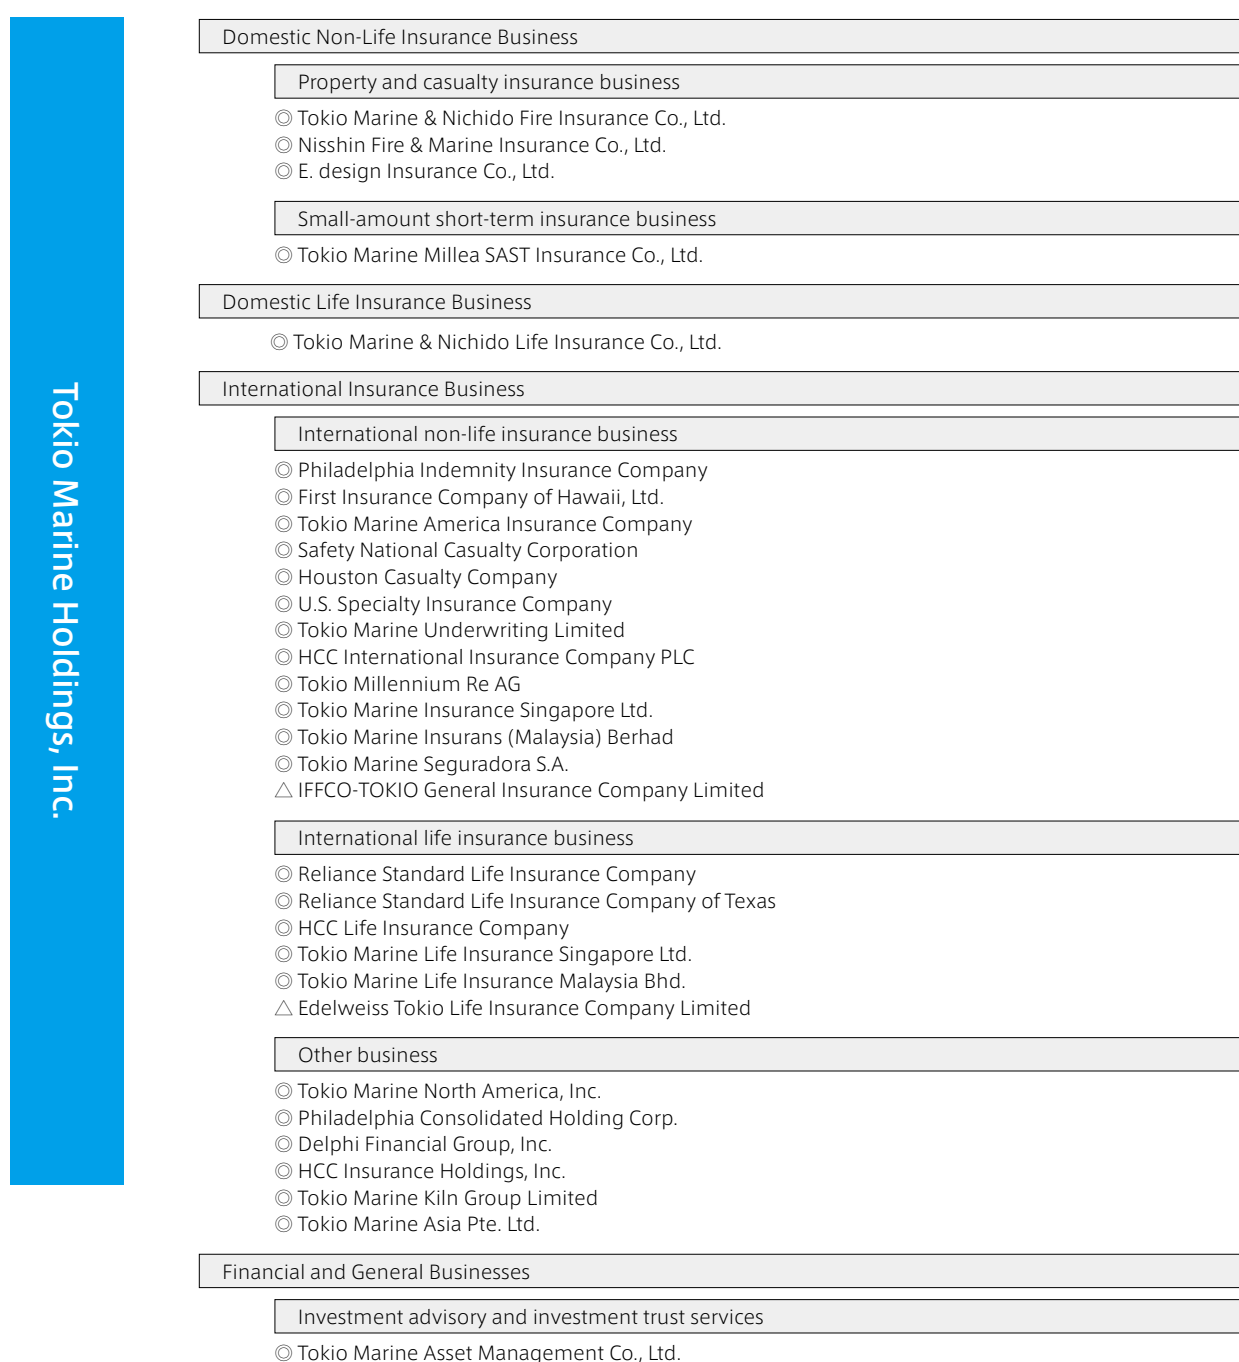 Tokio Marine Holdings, Inc.
Domestic Non-Life Insurance Business
Property and casualty insurance business
◎ Tokio Marine & Nichido Fire Insurance Co., Ltd.
◎ Nisshin Fire & Marine Insurance Co., Ltd.
◎ E. design Insurance Co., Ltd.
Small-amount short-term insurance business
◎ Tokio Marine Millea SAST Insurance Co., Ltd.
Domestic Life Insurance Business
◎ Tokio Marine & Nichido Life Insurance Co., Ltd.
International Insurance Business
International non-life insurance business
◎ Philadelphia Indemnity Insurance Company
◎ First Insurance Company of Hawaii, Ltd.
◎ Tokio Marine America Insurance Company
◎ Safety National Casualty Corporation
◎ Houston Casualty Company
◎ U.S. Specialty Insurance Company
◎ Tokio Marine Underwriting Limited
◎ HCC International Insurance Company PLC
◎ Tokio Millennium Re AG
◎ Tokio Marine Insurance Singapore Ltd.
◎ Tokio Marine Insurans (Malaysia) Berhad
◎ Tokio Marine Seguradora S.A.
△ IFFCO-TOKIO General Insurance Company Limited
International life insurance business
◎ Reliance Standard Life Insurance Company
◎ Reliance Standard Life Insurance Company of Texas
◎ HCC Life Insurance Company
◎ Tokio Marine Life Insurance Singapore Ltd.
◎ Tokio Marine Life Insurance Malaysia Bhd.
△ Edelweiss Tokio Life Insurance Company Limited
Other business
◎ Tokio Marine North America, Inc.
◎ Philadelphia Consolidated Holding Corp.
◎ Delphi Financial Group, Inc.
◎ HCC Insurance Holdings, Inc.
◎ Tokio Marine Kiln Group Limited
◎ Tokio Marine Asia Pte. Ltd.
Financial and General Businesses
Investment advisory and investment trust services
◎ Tokio Marine Asset Management Co., Ltd.